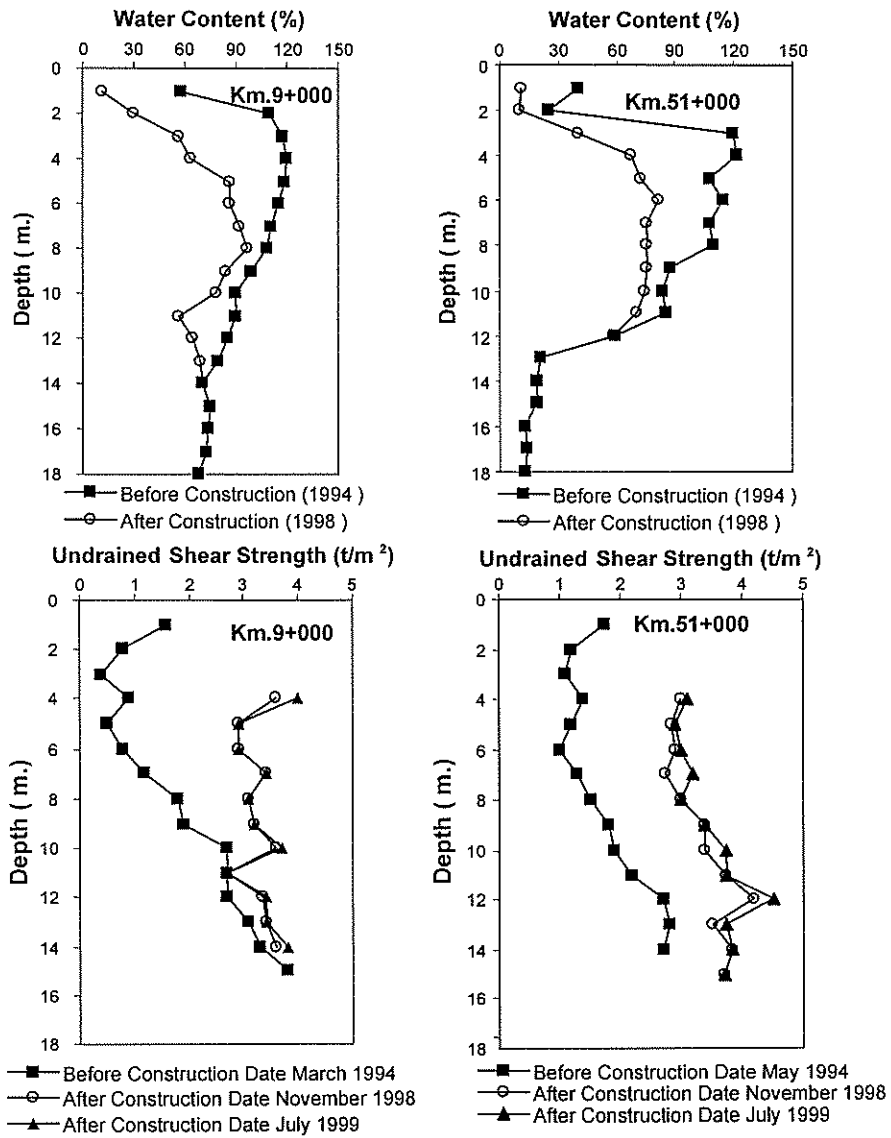 Water Content (%)
0 30 60 90 120 150
Km.9+000
Depth ( m.)
0
2
4
6
8
10
12
14
16
18
Before Construction (1994 )
After Construction (1998 )
Water Content (%)
0 30 60 90 120 150
Km.51+000
Depth ( m.)
0
2
4
6
8
10
12
14
16
18
Before Construction (1994 )
After Construction (1998 )
Undrained Shear Strength (t/m²)
0 1 2 3 4 5
Km.9+000
Depth ( m.)
0
2
4
6
8
10
12
14
16
18
Before Construction Date March 1994
After Construction Date November 1998
After Construction Date July 1999
Undrained Shear Strength (t/m²)
0 1 2 3 4 5
Km.51+000
Depth ( m.)
0
2
4
6
8
10
12
14
16
18
Before Construction Date May 1994
After Construction Date November 1998
After Construction Date July 1999